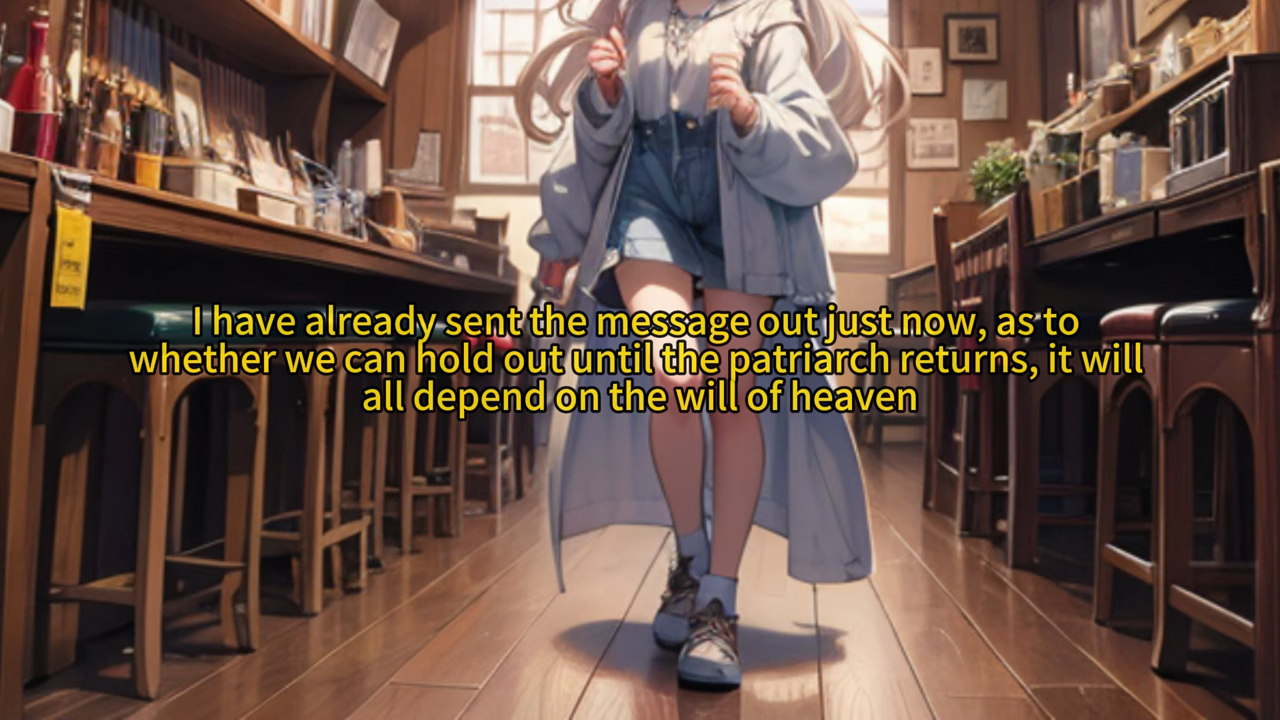 I have already sent the message out just now, as to
whether we can hold out until the patriarch returns, it will
all depend on the will of heaven